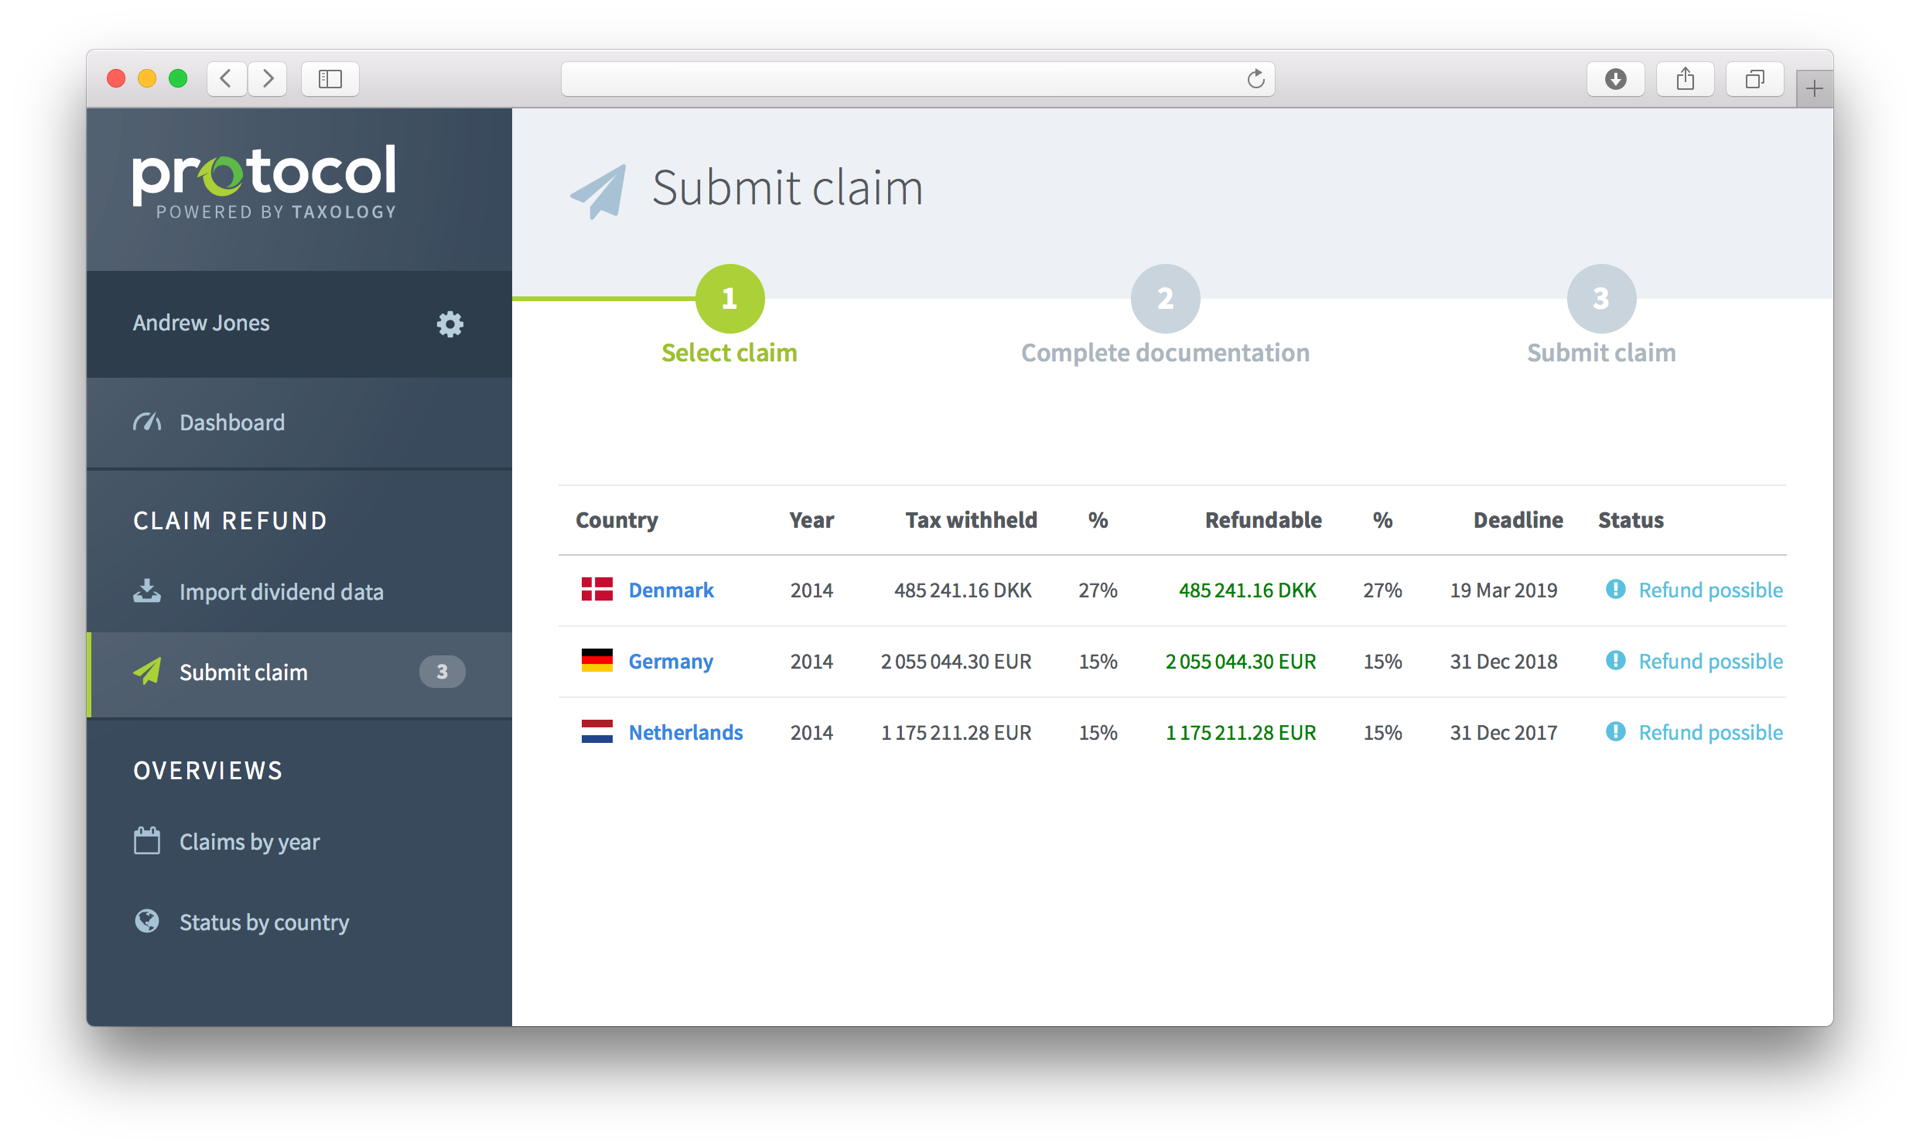 protocol
POWERED BY TAXOLOGY
Andrew Jones
Dashboard
CLAIM REFUND
Import dividend data
Submit claim 3
OVERVIEWS
Claims by year
Status by country
Submit claim
1 2 3
Select claim Complete documentation Submit claim
Country Year Tax withheld % Refundable % Deadline Status
Denmark 2014 485 241.16 DKK 27% 485 241.16 DKK 27% 19 Mar 2019 Refund possible
Germany 2014 2 055 044.30 EUR 15% 2 055 044.30 EUR 15% 31 Dec 2018 Refund possible
Netherlands 2014 1 175 211.28 EUR 15% 1 175 211.28 EUR 15% 31 Dec 2017 Refund possible